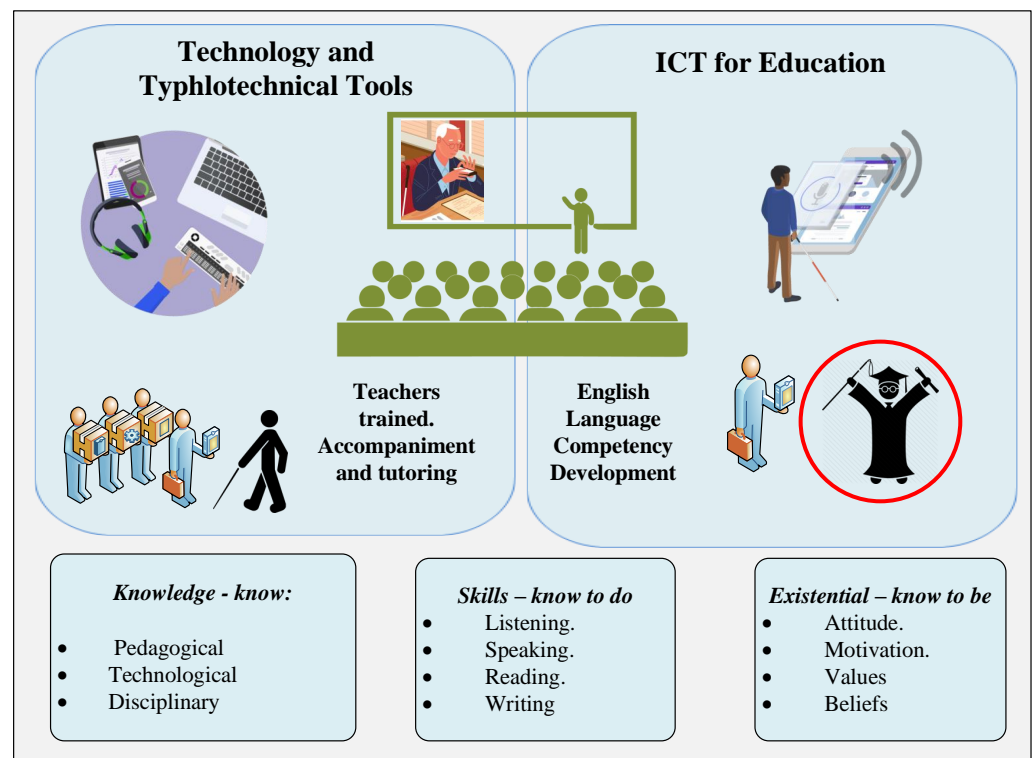 Technology and
Typhlotechnical Tools
ICT for Education
Teachers
trained.
Accompaniment
and tutoring
English
Language
Competency
Development
Knowledge - know:
• Pedagogical
• Technological
• Disciplinary
Skills – know to do
• Listening.
• Speaking.
• Reading.
• Writing
Existential – know to be
• Attitude.
• Motivation.
• Values
• Beliefs